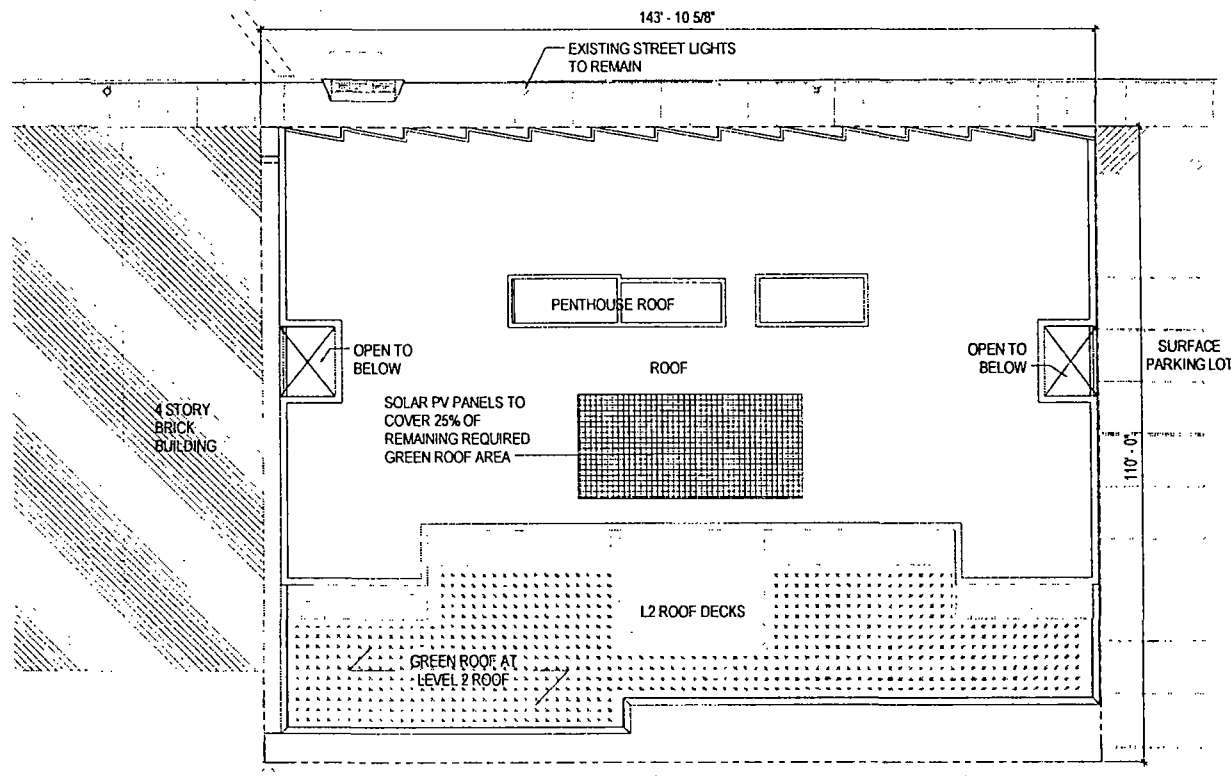 143' - 10 5/8"
EXISTING STREET LIGHTS
TO REMAIN
PENTHOUSE ROOF
OPEN TO
BELOW
ROOF
OPEN TO
BELOW
SURFACE
PARKING LOT
SOLAR PV PANELS TO
COVER 25% OF
REMAINING REQUIRED
GREEN ROOF AREA
4 STORY
BRICK
BUILDING
110' - 0"
L2 ROOF DECKS
GREEN ROOF AT
LEVEL 2 ROOF